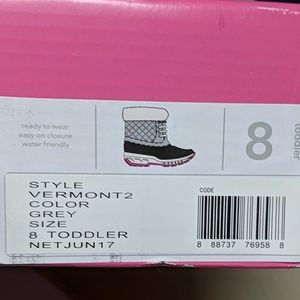 ready to wear
easy on closure
water friendly
8
toddler
STYLE
VERMONT2
COLOR
GREY
SIZE
8 TODDLER
NETJUN17
CODE
8 88737 76958 8